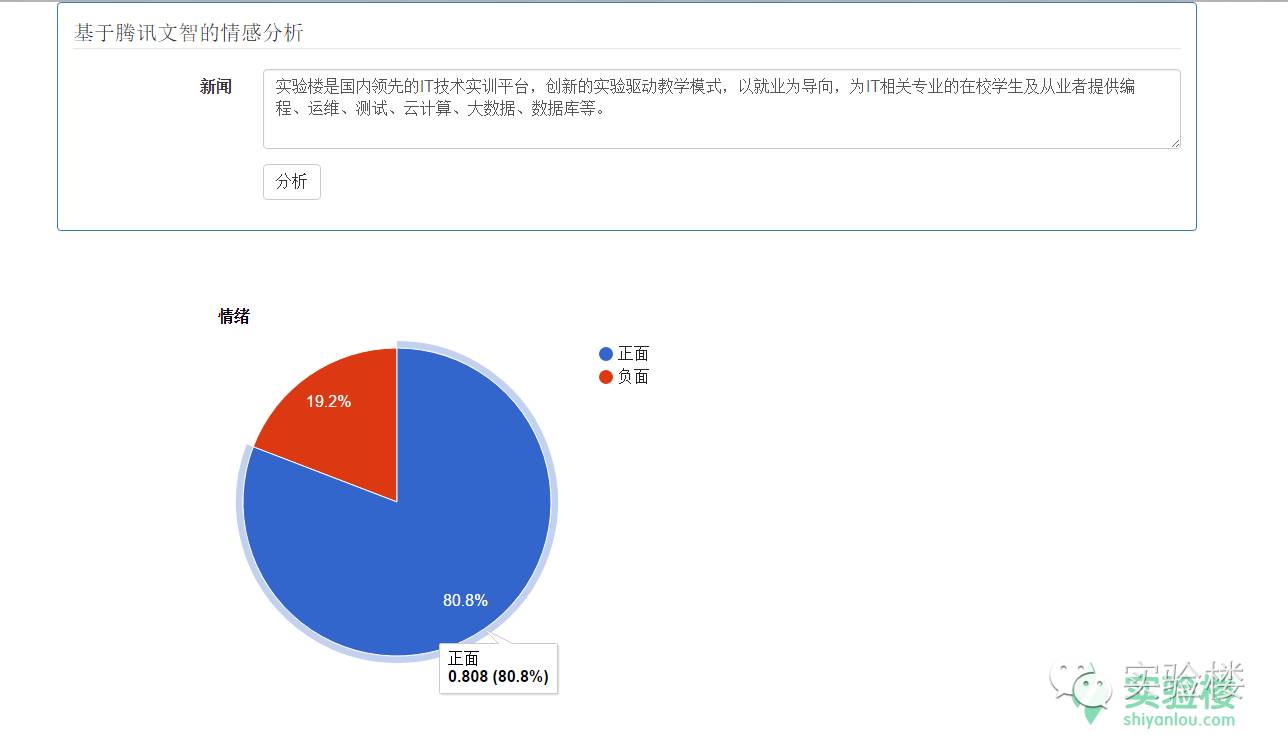 基于腾讯文智的情感分析
新闻
实验楼是国内领先的IT技术实训平台，创新的实验驱动教学模式，以就业为导向，为IT相关专业的在校学生及从业者提供编
程、运维、测试、云计算、大数据、数据库等。
分析
情绪
正面
负面
19.2%
80.8%
正面
0.808 (80.8%)
实验楼
实验楼
shiyanlou.com